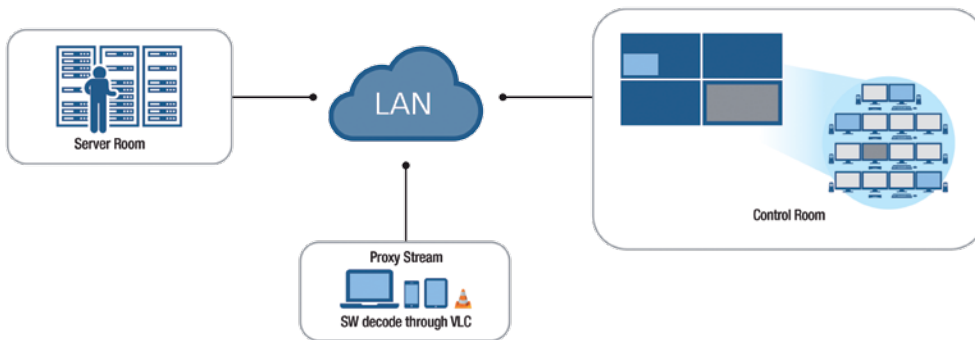 LAN
Server Room
Control Room
Proxy Stream
SW decode through VLC